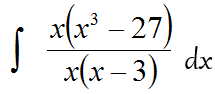 ∫ x(x³ − 27) / x(x − 3) dx